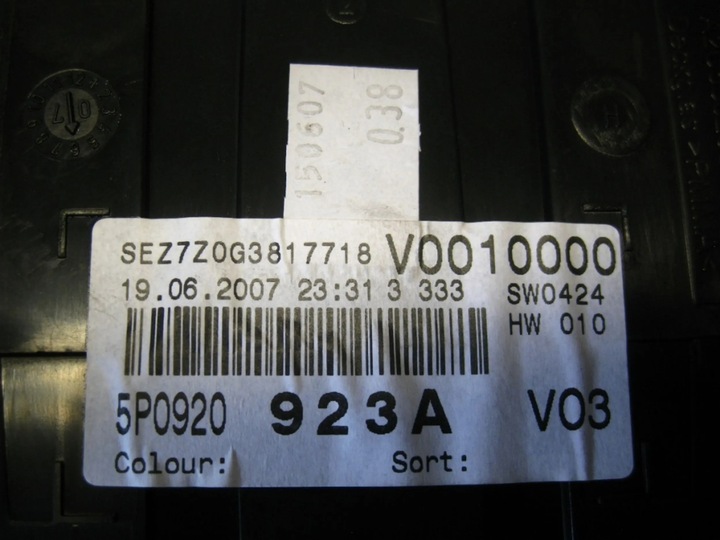 150607
0.38
07
SEZ7Z0G3817718 V0010000
19.06.2007 23:31 3 333 SW0424
HW 010
5P0920 923A V03
Colour: Sort: